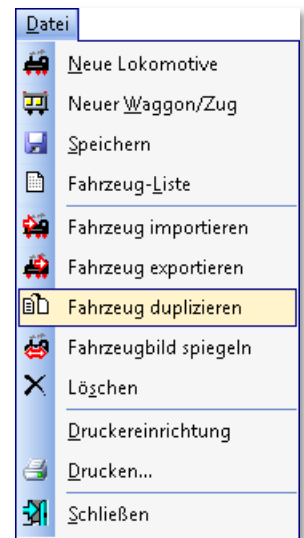 Datei
Neue Lokomotive
Neuer Waggon/Zug
Speichern
Fahrzeug-Liste
Fahrzeug importieren
Fahrzeug exportieren
Fahrzeug duplizieren
Fahrzeugbild spiegeln
Löschen
Druckereinrichtung
Drucken...
Schließen